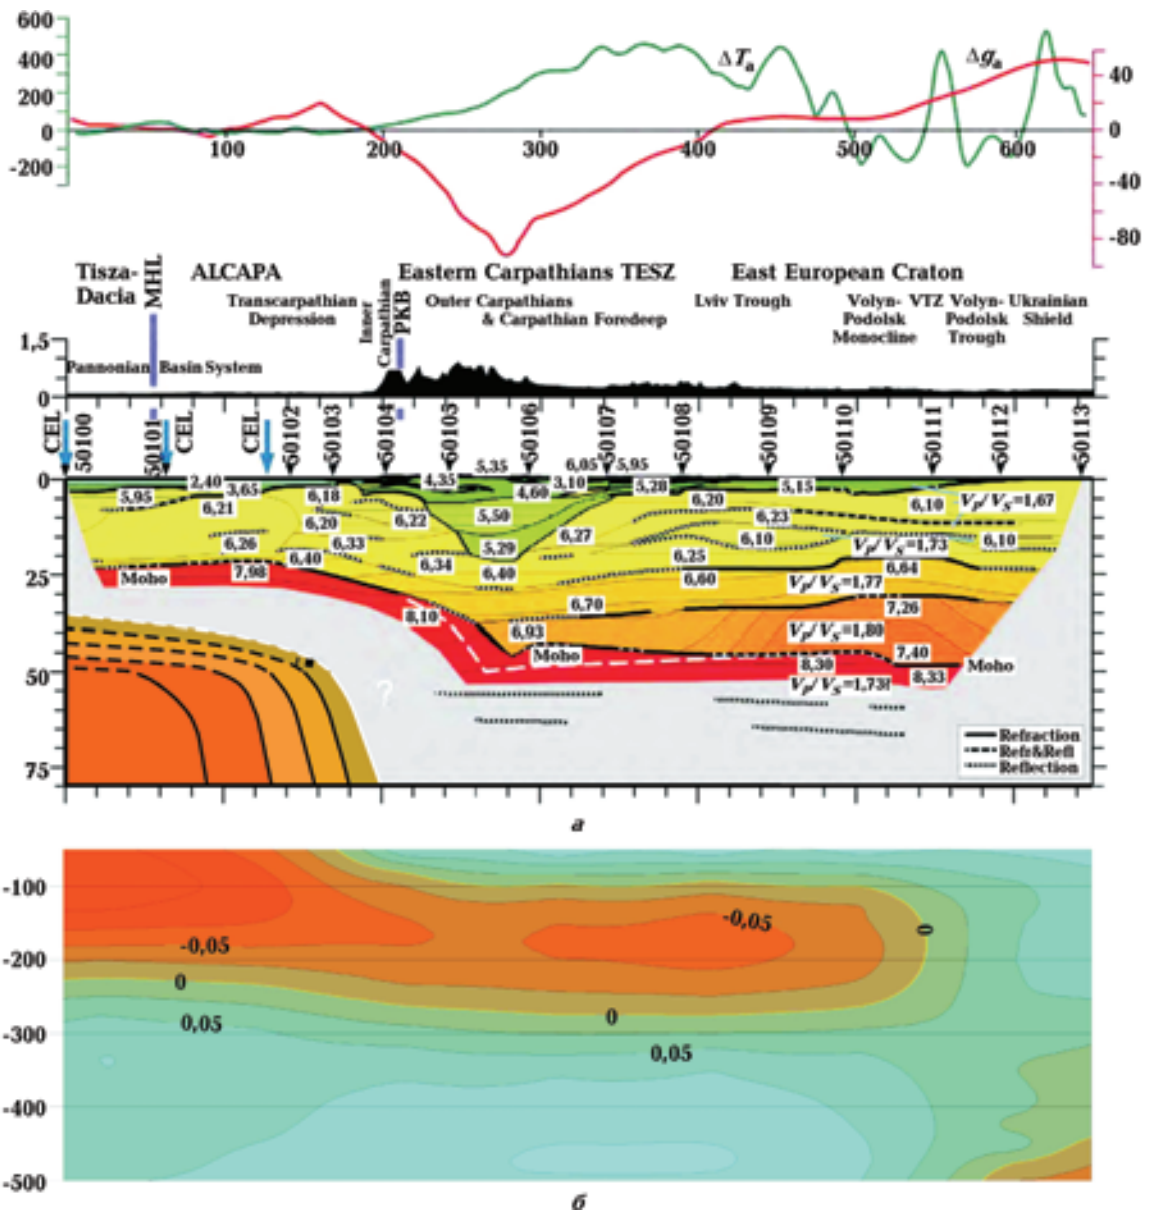 600
400
200
0
-200
ΔTa
Δga
40
0
-40
-80
100
200
300
400
500
600
Tisza-
Dacia
MHL
ALCAPA
Eastern Carpathians TESZ
East European Craton
Transcarpathian
Depression
Inner
Carpathian
PKB
Outer Carpathians
& Carpathian Foredeep
Lviv Trough
Volyn-
Podolsk
Monocline
VTZ
Volyn-
Podolsk
Trough
Ukrainian
Shield
1,5
0
Pannonian Basin System
CEL
50100
50101
CEL
CEL
50102
50103
50104
50105
50106
50107
50108
50109
50110
50111
50112
50113
5,35
6,05
5,95
0
25
50
75
2,40
4,35
3,10
5,28
5,15
5,95
3,65
6,18
4,60
6,20
6,10
Vp/Vs=1,67
6,21
6,20
6,22
5,50
6,23
6,26
6,33
5,29
6,27
6,10
Vp/Vs=1,73
6,10
6,40
6,34
6,40
6,25
6,64
Moho
7,98
6,60
Vp/Vs=1,77
8,10
6,70
7,26
6,93
Vp/Vs=1,80
Moho
7,40
8,30
Moho
8,33
?
Refraction
Refr&Refl
Reflection
а
-100
-200
-300
-400
-500
-0,05
-0,05
0
0
0
0,05
0,05
б